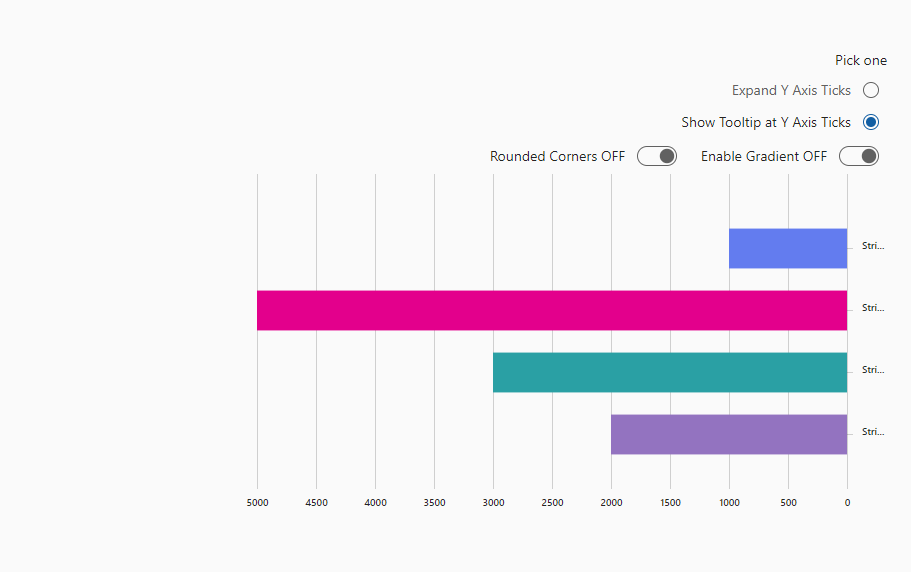 Pick one
Expand Y Axis Ticks
Show Tooltip at Y Axis Ticks
Rounded Corners OFF Enable Gradient OFF
Stri...
Stri...
Stri...
Stri...
5000 4500 4000 3500 3000 2500 2000 1500 1000 500 0